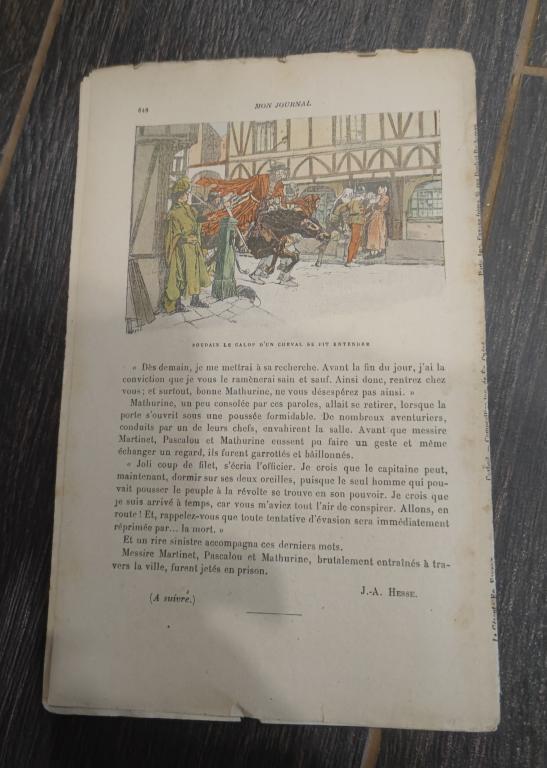 648
MON JOURNAL
SOUDAIN LE GALOP D'UN CHEVAL SE FIT ENTENDRE
« Dès demain, je me mettrai à sa recherche. Avant la fin du jour, j'ai la
conviction que je vous le ramènerai sain et sauf. Ainsi donc, rentrez chez
vous; et surtout, bonne Mathurine, ne vous désespérez pas ainsi. »
Mathurine, un peu consolée par ces paroles, allait se retirer, lorsque la
porte s'ouvrit sous une poussée formidable. De nombreux aventuriers,
conduits par un de leurs chefs, envahirent la salle. Avant que messire
Martinet, Pascalou et Mathurine eussent pu faire un geste et même
échanger un regard, ils furent garrottés et bâillonnés.
« Joli coup de filet, s'écria l'officier. Je crois que le capitaine peut,
maintenant, dormir sur ses deux oreilles, puisque le seul homme qui pou-
vait pousser le peuple à la révolte se trouve en son pouvoir. Je crois que
je suis arrivé à temps, car vous m'aviez tout l'air de conspirer. Allons, en
route! Et, rappelez-vous que toute tentative d'évasion sera immédiatement
réprimée par... la mort. »
Et un rire sinistre accompagna ces derniers mots.
Messire Martinet, Pascalou et Mathurine, brutalement entraînés à tra-
vers la ville, furent jetés en prison.
J.-A. HESSE.
(A suivre.)